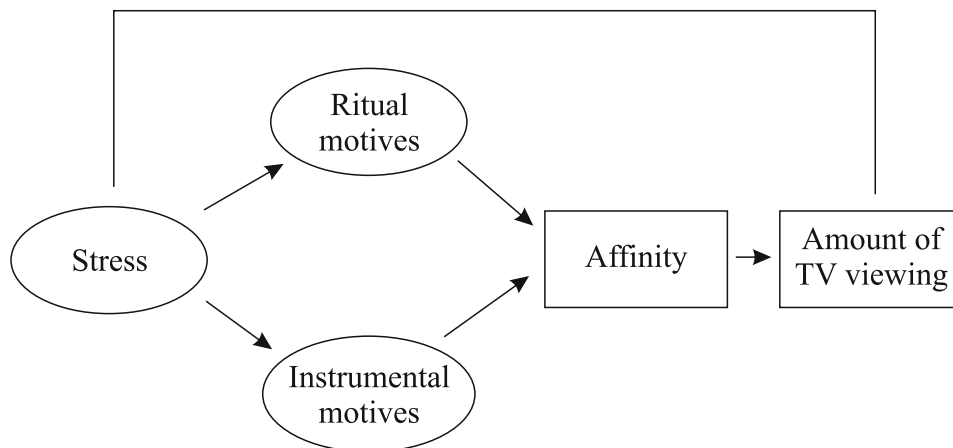 Ritual
motives
Stress
Affinity
Amount of
TV viewing
Instrumental
motives